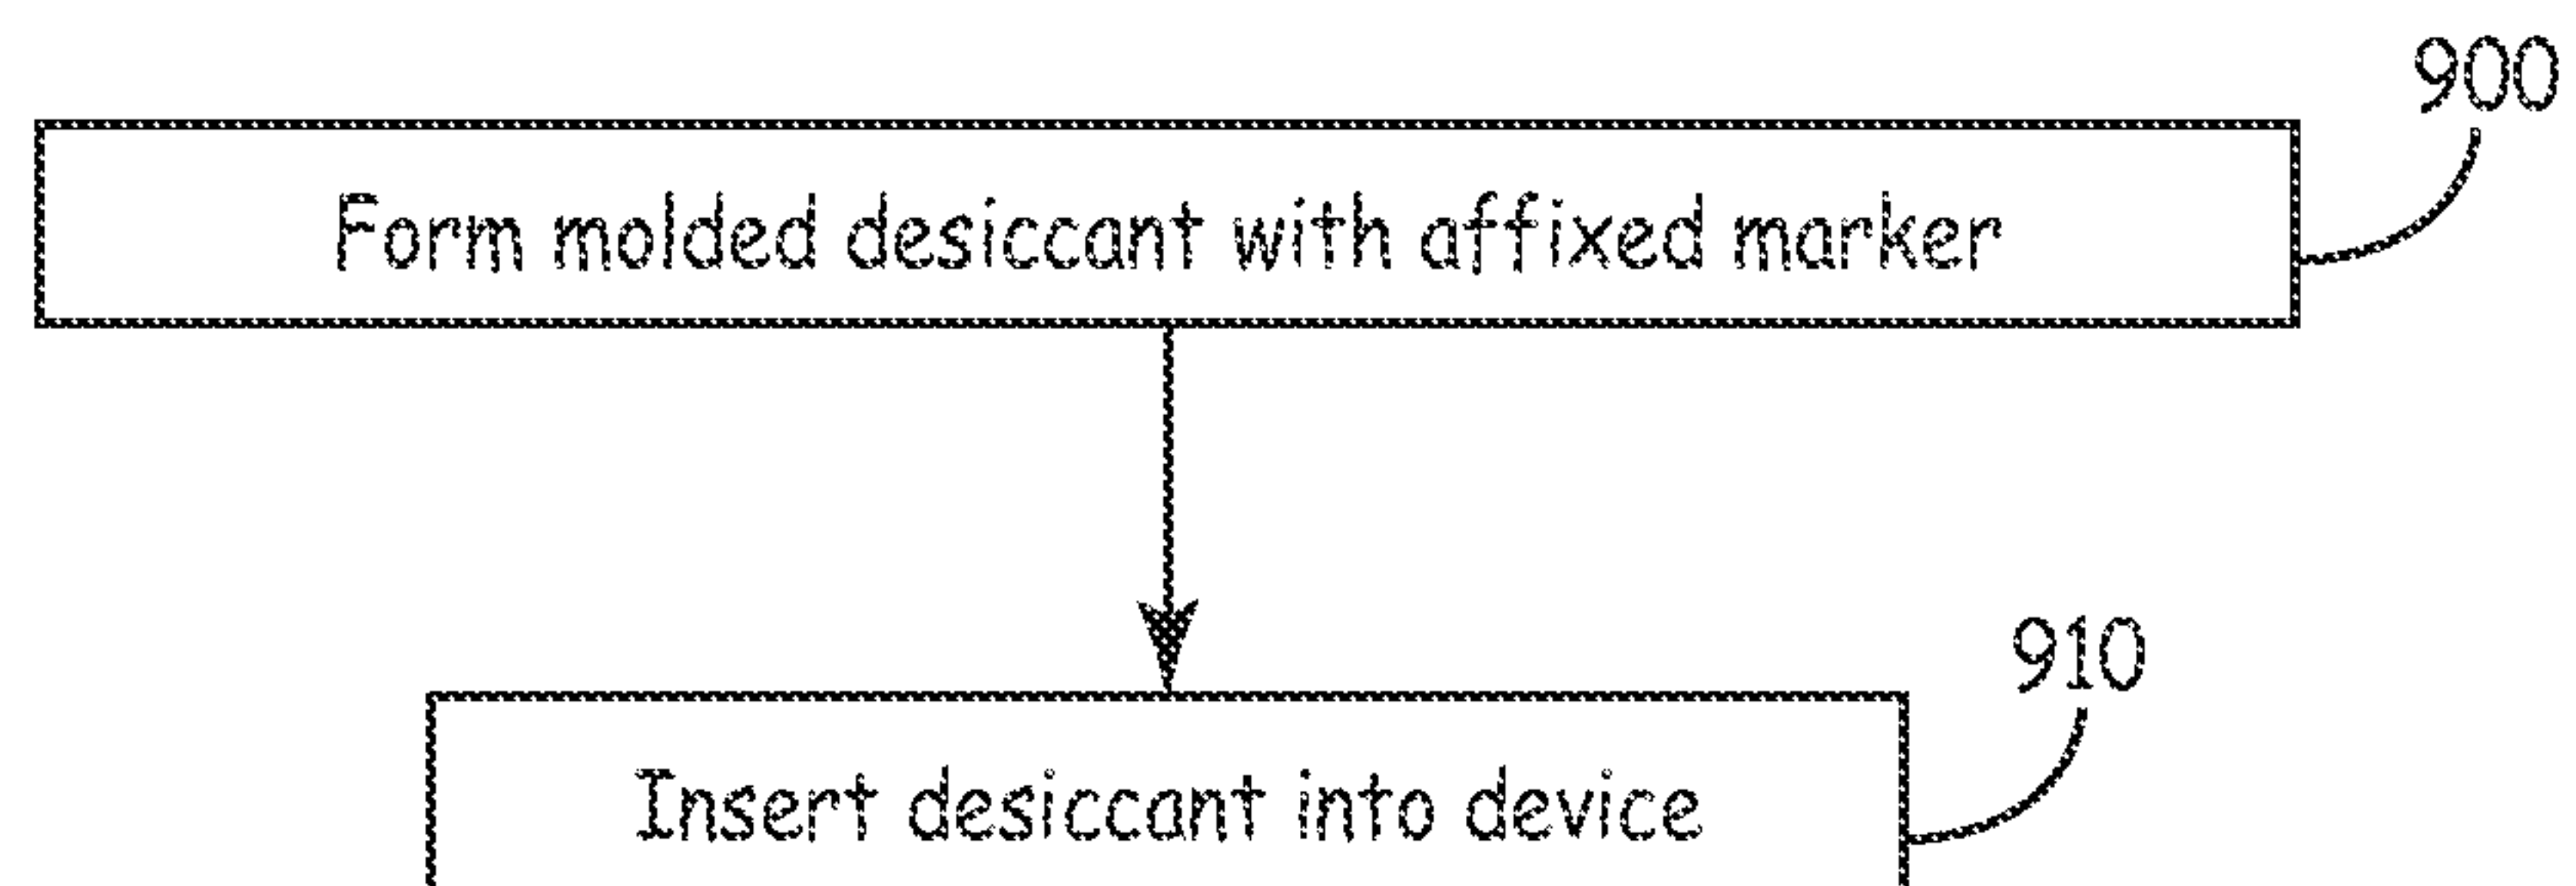 900
Form molded desiccant with affixed marker
910
Insert desiccant into device